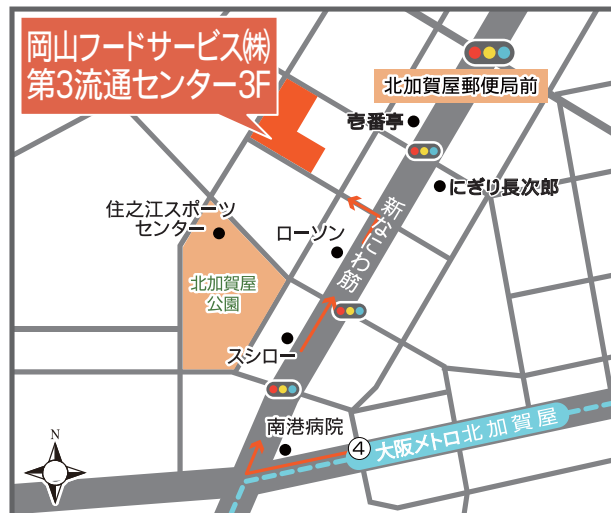 岡山フードサービス㈱
第3流通センター3F
北加賀屋郵便局前
壱番亭
にぎり長次郎
住之江スポーツ
センター
ローソン
新なにわ筋
北加賀屋
公園
スシロー
南港病院
④
大阪メトロ北加賀屋
N